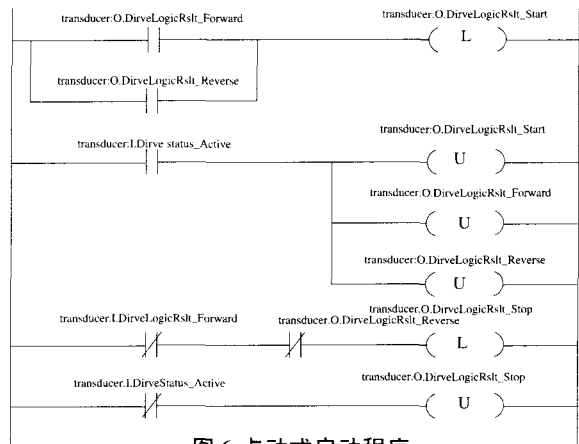 transducer:O.DirveLogicRslt_Forward
transducer:O.DirveLogicRslt_Start
L
transducer:O.DirveLogicRslt_Reverse
transducer:I.Dirve status_Active
transducer:O.DirveLogicRslt_Start
U
transducer:O.DirveLogicRslt_Forward
U
transducer:O.DirveLogicRslt_Reverse
U
transducer.I.DirveLogicRslt_Forward
transducer:O.DirveLogicRslt_Reverse
transducer,O.DirveLogicRslt_Stop
L
transducer.I.DirveStatus_Active
transducer:O.DirveLogicRslt_Stop
U
图 6 点动式启动程序